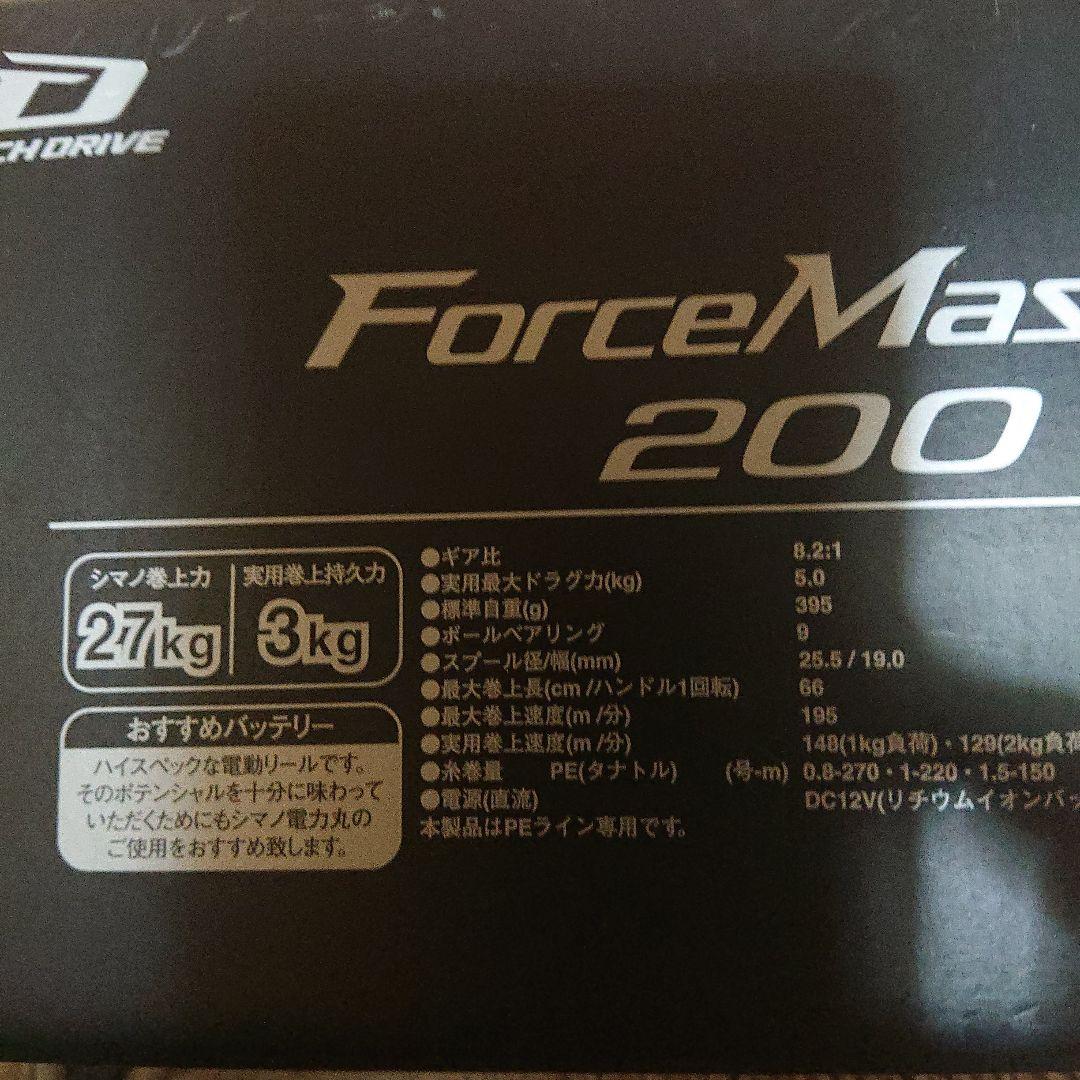 D
CHDRIVE
ForceMas
200
シマノ巻上力
27kg
実用巻上持久力
3kg
おすすめバッテリー
ハイスペックな電動リールです。
そのポテンシャルを十分に味わって
いただくためにもシマノ電力丸の
ご使用をおすすめ致します。
●ギア比 8.2:1
●実用最大ドラグ力(kg) 5.0
●標準自重(g) 395
●ボールベアリング 9
●スプール径/幅(mm) 25.5 / 19.0
●最大巻上長(cm /ハンドル1回転) 66
●最大巻上速度(m /分) 195
●実用巻上速度(m /分) 148(1kg負荷)・129(2kg負荷
●糸巻量 PE(タナトル) (号-m) 0.8-270・1-220・1.5-150
●電源(直流) DC12V(リチウムイオンバッ
本製品はPEライン専用です。